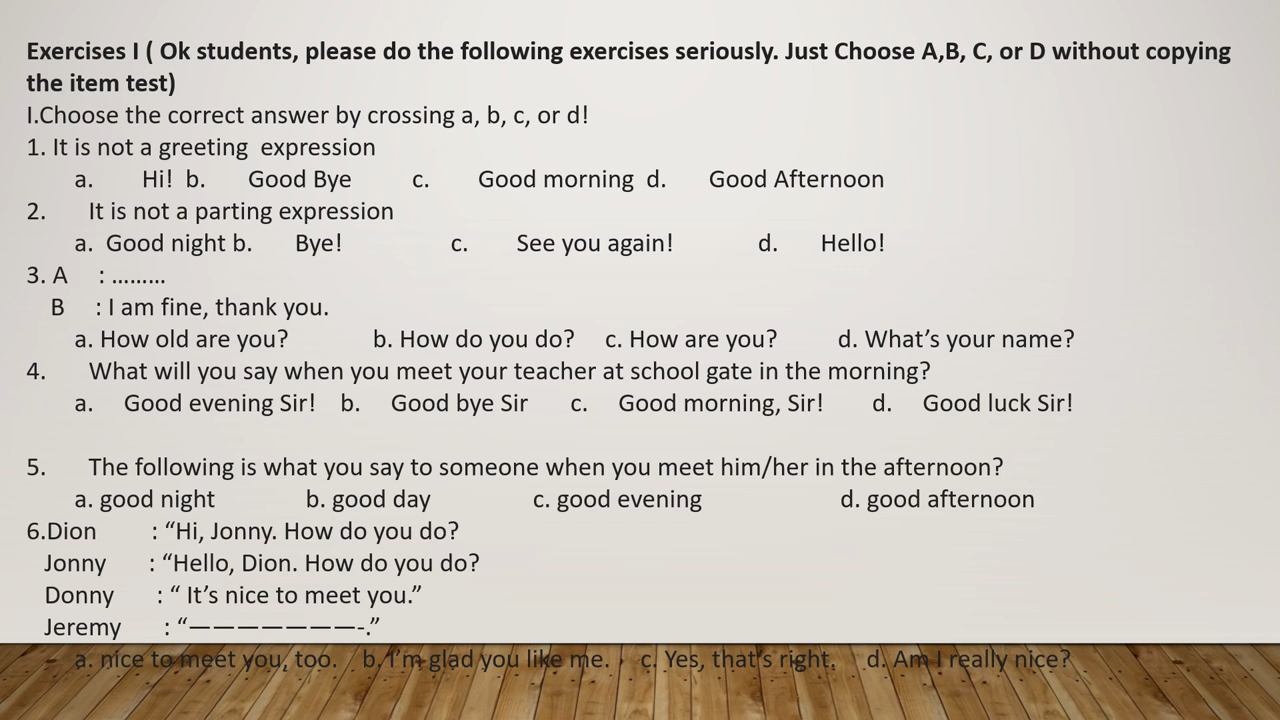 Exercises I ( Ok students, please do the following exercises seriously. Just Choose A,B, C, or D without copying
the item test)
I.Choose the correct answer by crossing a, b, c, or d!
1. It is not a greeting  expression
a. Hi! b. Good Bye c. Good morning d. Good Afternoon
2. It is not a parting expression
a. Good night b. Bye! c. See you again! d. Hello!
3. A : ………
B : I am fine, thank you.
a. How old are you? b. How do you do? c. How are you? d. What’s your name?
4. What will you say when you meet your teacher at school gate in the morning?
a. Good evening Sir! b. Good bye Sir c. Good morning, Sir! d. Good luck Sir!
5. The following is what you say to someone when you meet him/her in the afternoon?
a. good night b. good day c. good evening d. good afternoon
6.Dion : “Hi, Jonny. How do you do?
Jonny : “Hello, Dion. How do you do?
Donny : “ It’s nice to meet you.”
Jeremy : “———————-.”
a. nice to meet you, too. b. I’m glad you like me. c. Yes, that’s right. d. Am I really nice?